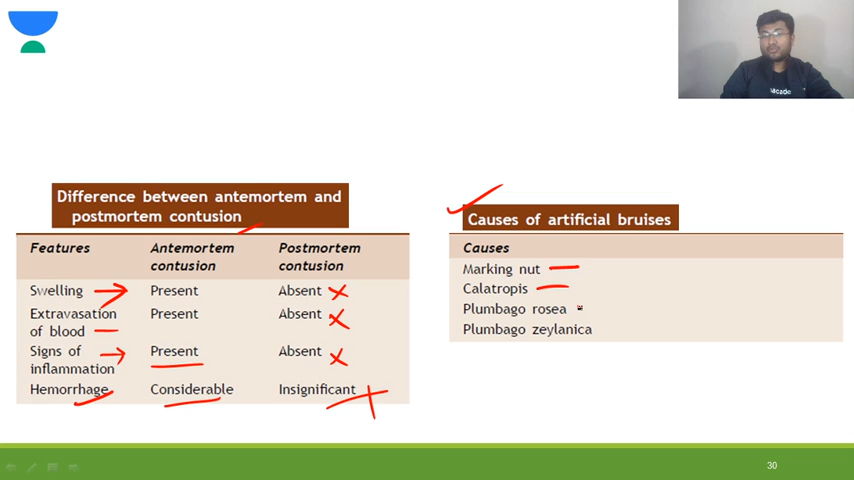 Difference between antemortem and
postmortem contusion
Features Antemortem contusion Postmortem contusion
Swelling Present Absent
Extravasation of blood Present Absent
Signs of inflammation Present Absent
Hemorrhage Considerable Insignificant
Causes of artificial bruises
Causes
Marking nut
Calatropis
Plumbago rosea
Plumbago zeylanica
30